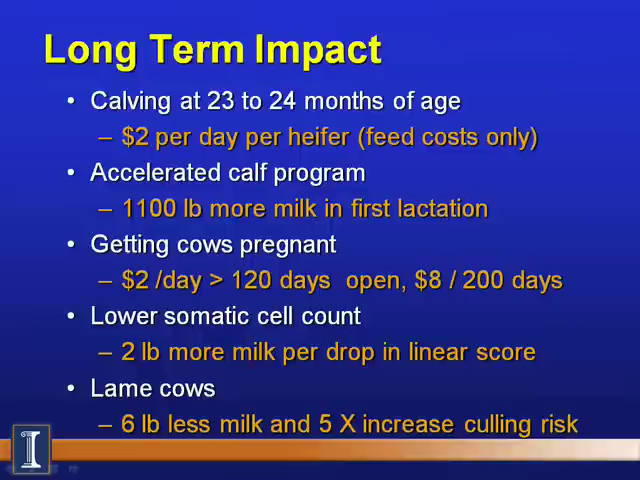 Long Term Impact
• Calving at 23 to 24 months of age
– $2 per day per heifer (feed costs only)
• Accelerated calf program
– 1100 lb more milk in first lactation
• Getting cows pregnant
– $2 /day > 120 days open, $8 / 200 days
• Lower somatic cell count
– 2 lb more milk per drop in linear score
• Lame cows
– 6 lb less milk and 5 X increase culling risk
I